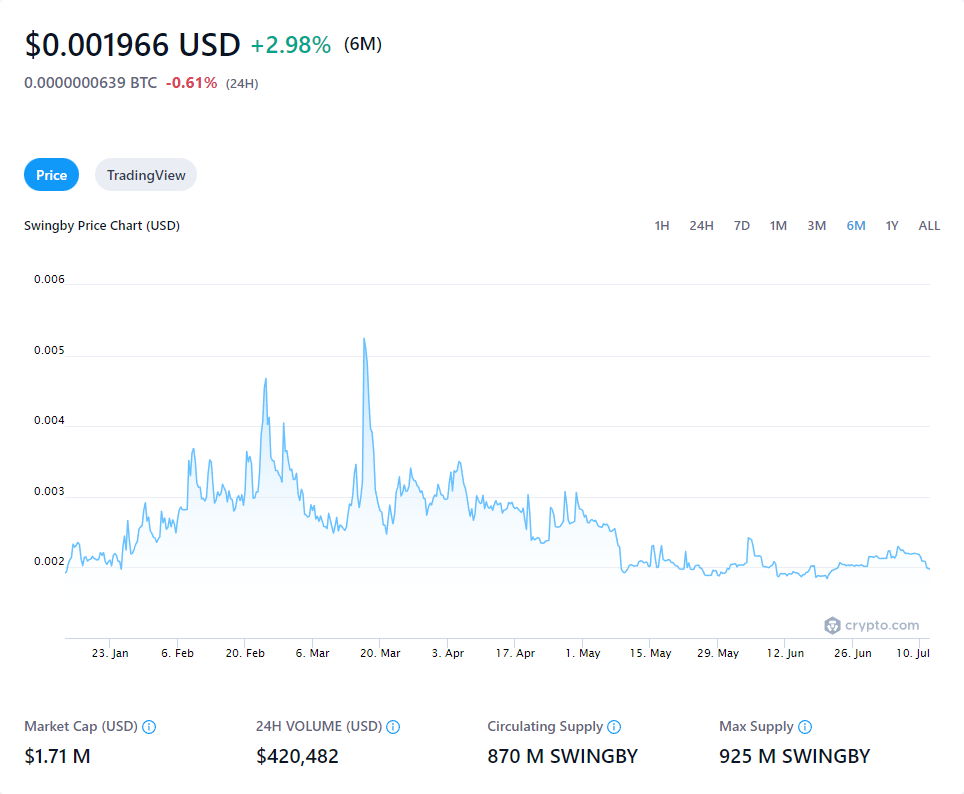 $0.001966 USD +2.98% (6M)
0.0000000639 BTC -0.61% (24H)
Price TradingView
Swingby Price Chart (USD) 1H 24H 7D 1M 3M 6M 1Y ALL
0.006
0.005
0.004
0.003
0.002
crypto.com
23. Jan 6. Feb 20. Feb 6. Mar 20. Mar 3. Apr 17. Apr 1. May 15. May 29. May 12. Jun 26. Jun 10. Jul
Market Cap (USD) 24H VOLUME (USD) Circulating Supply Max Supply
$1.71 M $420,482 870 M SWINGBY 925 M SWINGBY